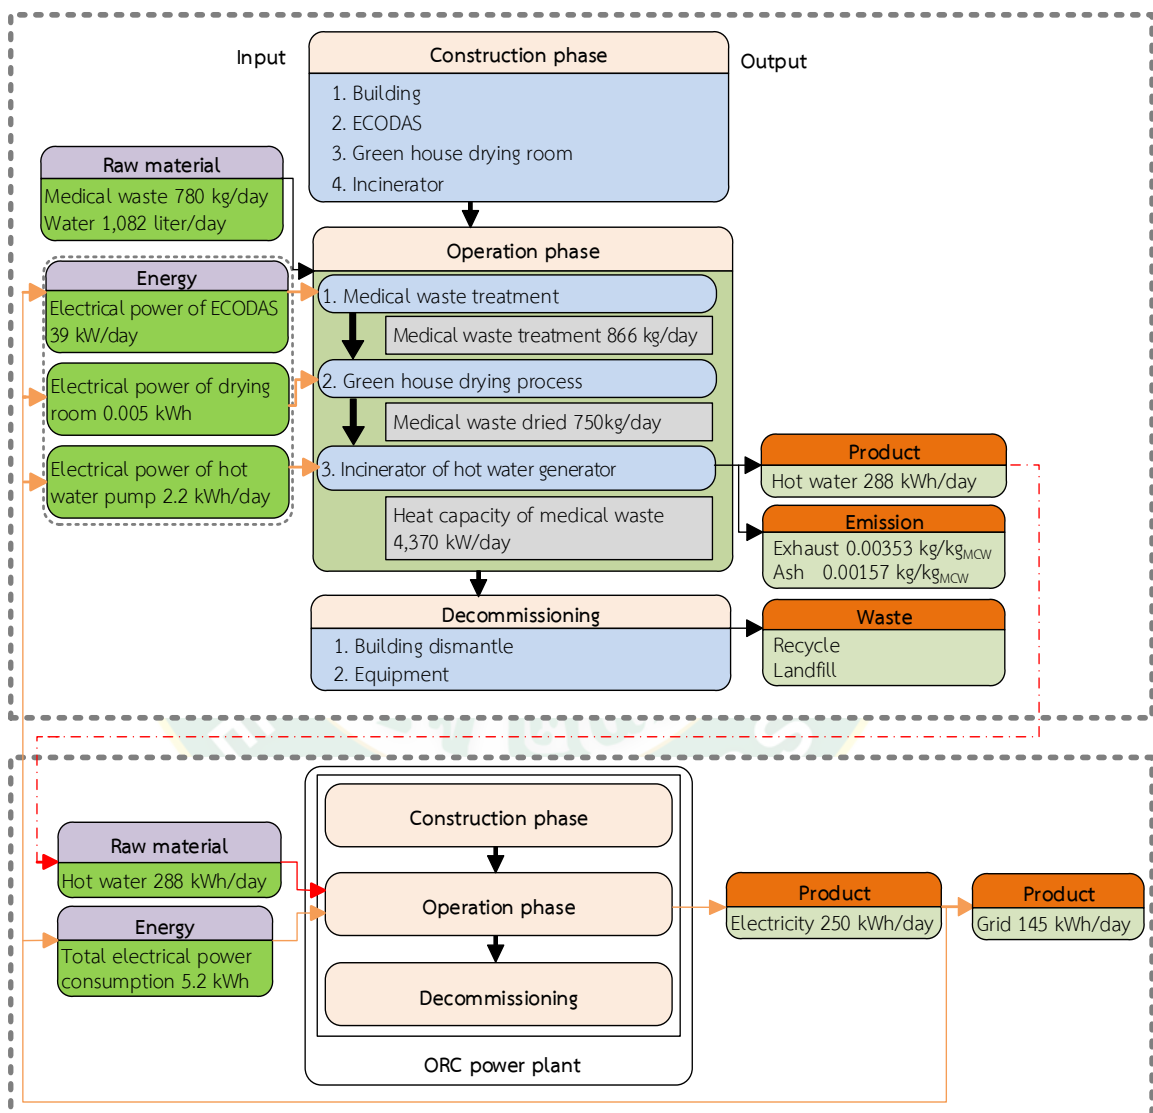 Input
Construction phase
Output
1. Building
2. ECODAS
3. Green house drying room
4. Incinerator
Raw material
Medical waste 780 kg/day
Water 1,082 liter/day
Operation phase
Energy
Electrical power of ECODAS
39 kW/day
1. Medical waste treatment
Medical waste treatment 866 kg/day
Electrical power of drying
room 0.005 kWh
2. Green house drying process
Medical waste dried 750kg/day
Electrical power of hot
water pump 2.2 kWh/day
3. Incinerator of hot water generator
Heat capacity of medical waste
4,370 kW/day
Product
Hot water 288 kWh/day
Emission
Exhaust 0.00353 kg/kgMCW
Ash 0.00157 kg/kgMCW
Decommissioning
1. Building dismantle
2. Equipment
Waste
Recycle
Landfill
Construction phase
Raw material
Hot water 288 kWh/day
Operation phase
Energy
Total electrical power
consumption 5.2 kWh
Product
Electricity 250 kWh/day
Product
Grid 145 kWh/day
Decommissioning
ORC power plant